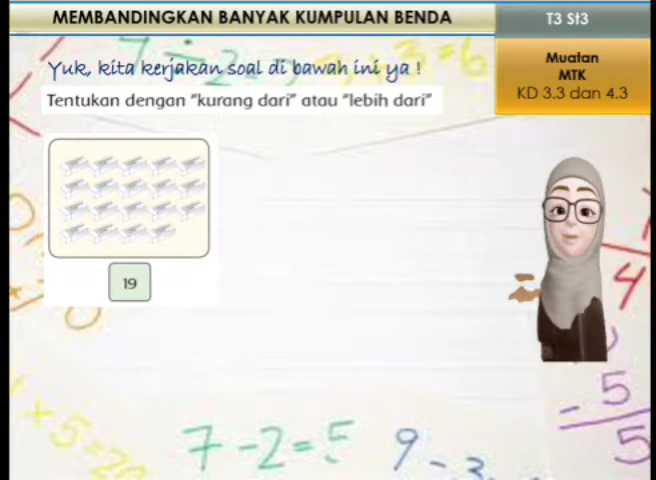 MEMBANDINGKAN BANYAK KUMPULAN BENDA
T3 St3
Muatan
MTK
KD 3.3 dan 4.3
Yuk, kita kerjakan soal di bawah ini ya !
Tentukan dengan "kurang dari" atau "lebih dari"
19
7 - 2 = 5